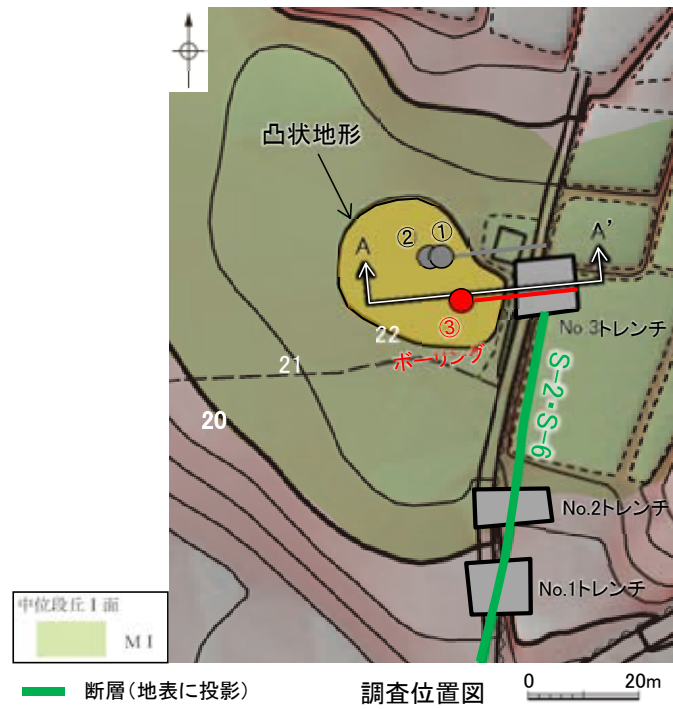 凸状地形
①
②
A
A'
③
22
ボーリング
No.3トレンチ
21
S-2・S-6
20
No.2トレンチ
No.1トレンチ
中位段丘Ⅰ面
MⅠ
断層(地表に投影)
調査位置図
0 20m